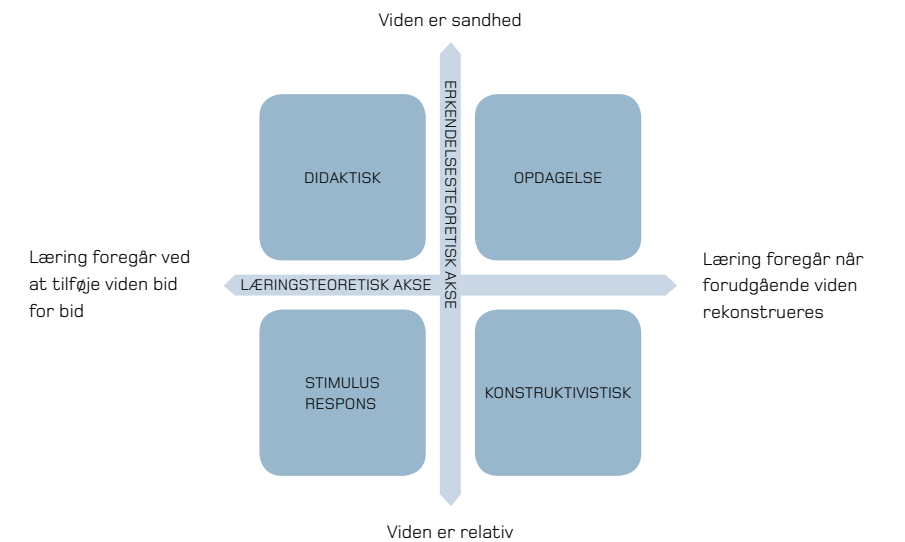 Viden er sandhed
ERKENDELSESTEORETISK AKSE
DIDAKTISK
OPDAGELSE
Læring foregår ved
at tilføje viden bid
for bid
LÆRINGSTEORETISK AKSE
Læring foregår når
forudgående viden
rekonstrueres
STIMULUS
RESPONS
KONSTRUKTIVISTISK
Viden er relativ